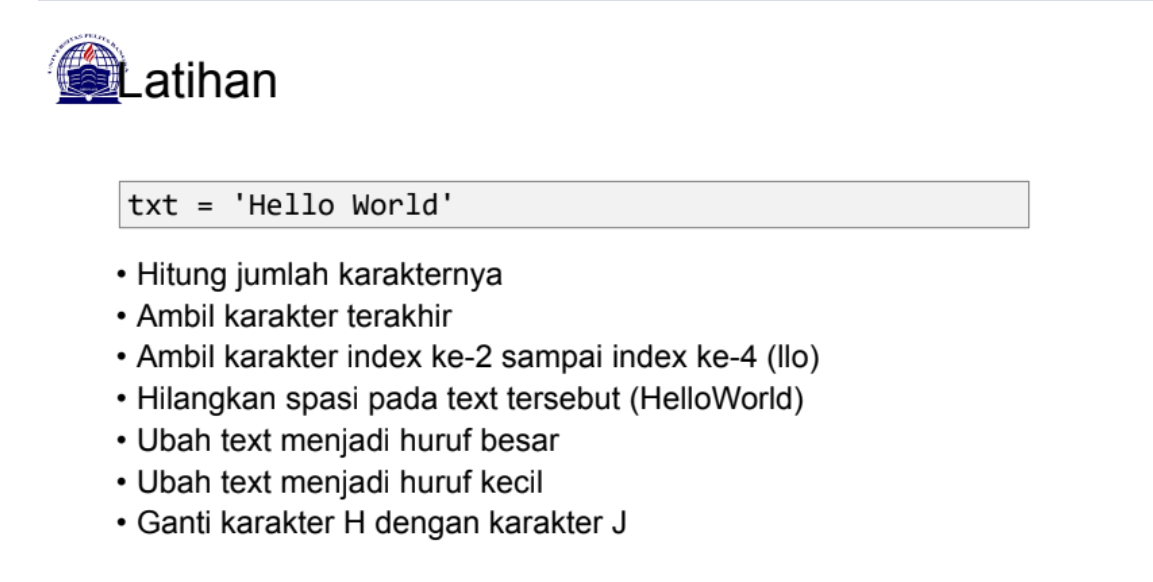 UNIVERSITAS PELITA BANGSA
Latihan
txt = 'Hello World'
• Hitung jumlah karakternya
• Ambil karakter terakhir
• Ambil karakter index ke-2 sampai index ke-4 (llo)
• Hilangkan spasi pada text tersebut (HelloWorld)
• Ubah text menjadi huruf besar
• Ubah text menjadi huruf kecil
• Ganti karakter H dengan karakter J